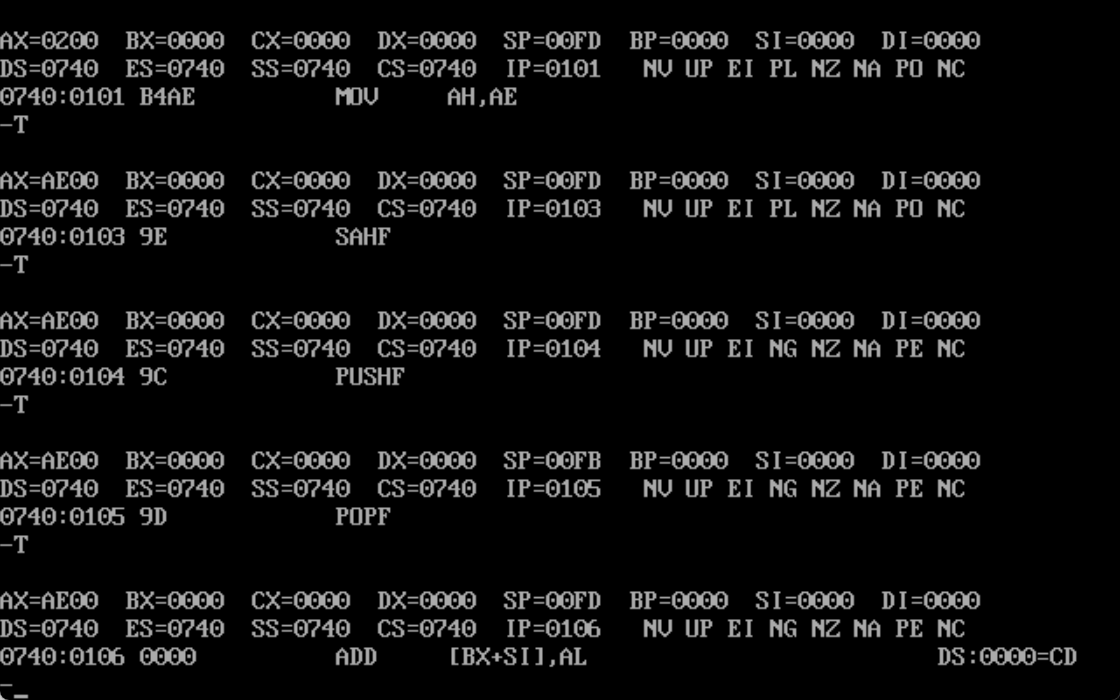 AX=0200  BX=0000  CX=0000  DX=0000  SP=00FD  BP=0000  SI=0000  DI=0000
DS=0740  ES=0740  SS=0740  CS=0740  IP=0101   NV UP EI PL NZ NA PO NC
0740:0101 B4AE          MOV     AH,AE
-T
AX=AE00  BX=0000  CX=0000  DX=0000  SP=00FD  BP=0000  SI=0000  DI=0000
DS=0740  ES=0740  SS=0740  CS=0740  IP=0103   NV UP EI PL NZ NA PO NC
0740:0103 9E            SAHF
-T
AX=AE00  BX=0000  CX=0000  DX=0000  SP=00FD  BP=0000  SI=0000  DI=0000
DS=0740  ES=0740  SS=0740  CS=0740  IP=0104   NV UP EI NG NZ NA PE NC
0740:0104 9C            PUSHF
-T
AX=AE00  BX=0000  CX=0000  DX=0000  SP=00FB  BP=0000  SI=0000  DI=0000
DS=0740  ES=0740  SS=0740  CS=0740  IP=0105   NV UP EI NG NZ NA PE NC
0740:0105 9D            POPF
-T
AX=AE00  BX=0000  CX=0000  DX=0000  SP=00FD  BP=0000  SI=0000  DI=0000
DS=0740  ES=0740  SS=0740  CS=0740  IP=0106   NV UP EI NG NZ NA PE NC
0740:0106 0000          ADD     [BX+SI],AL                         DS:0000=CD
-_